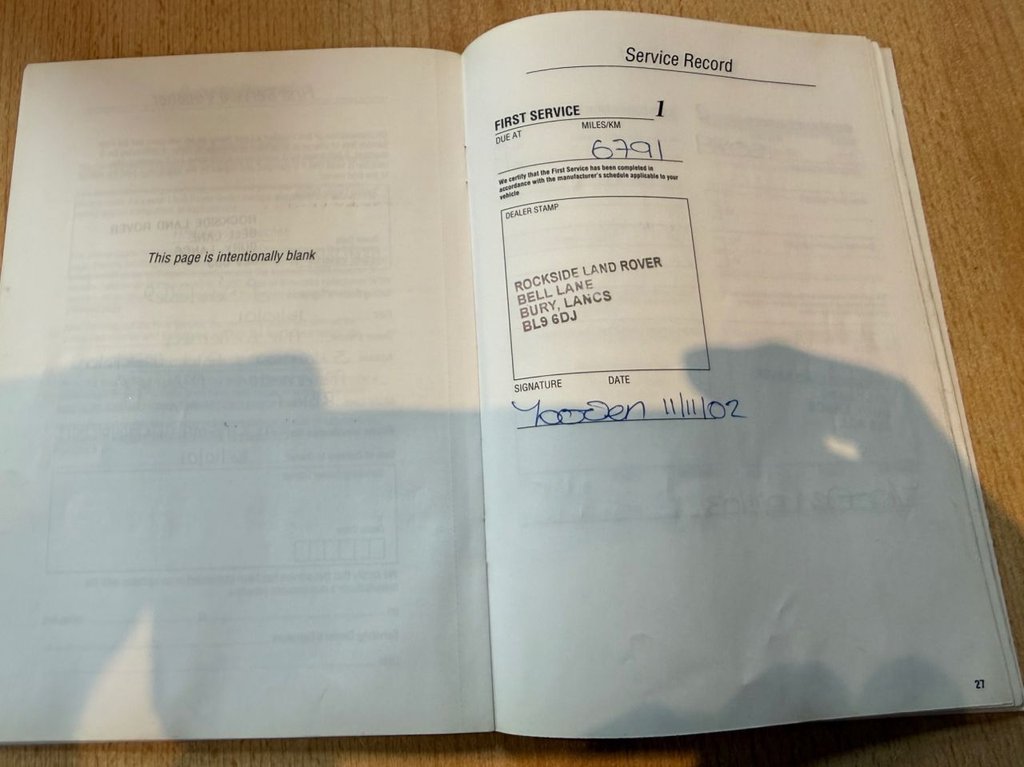 This page is intentionally blank
Service Record
FIRST SERVICE 1
DUE AT MILES/KM
6791
We certify that the First Service has been completed in
accordance with the manufacturer's schedule applicable to your
vehicle
DEALER STAMP
ROCKSIDE LAND ROVER
BELL LANE
BURY, LANCS
BL9 6DJ
SIGNATURE DATE
11/11/02
27